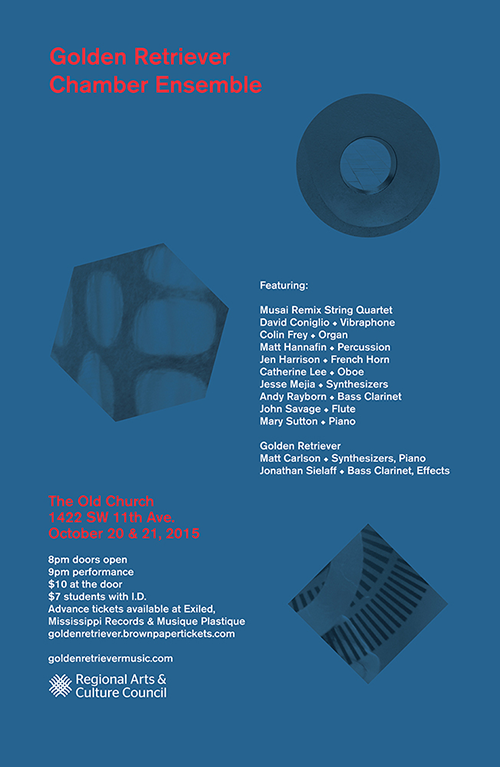 Golden Retriever
Chamber Ensemble
Featuring:
Musai Remix String Quartet
David Coniglio ⬥ Vibraphone
Colin Frey ⬥ Organ
Matt Hannafin ⬥ Percussion
Jen Harrison ⬥ French Horn
Catherine Lee ⬥ Oboe
Jesse Mejia ⬥ Synthesizers
Andy Rayborn ⬥ Bass Clarinet
John Savage ⬥ Flute
Mary Sutton ⬥ Piano
Golden Retriever
Matt Carlson ⬥ Synthesizers, Piano
Jonathan Sielaff ⬥ Bass Clarinet, Effects
The Old Church
1422 SW 11th Ave.
October 20 & 21, 2015
8pm doors open
9pm performance
$10 at the door
$7 students with I.D.
Advance tickets available at Exiled,
Mississippi Records & Musique Plastique
goldenretriever.brownpapertickets.com
goldenretrievermusic.com
Regional Arts &
Culture Council